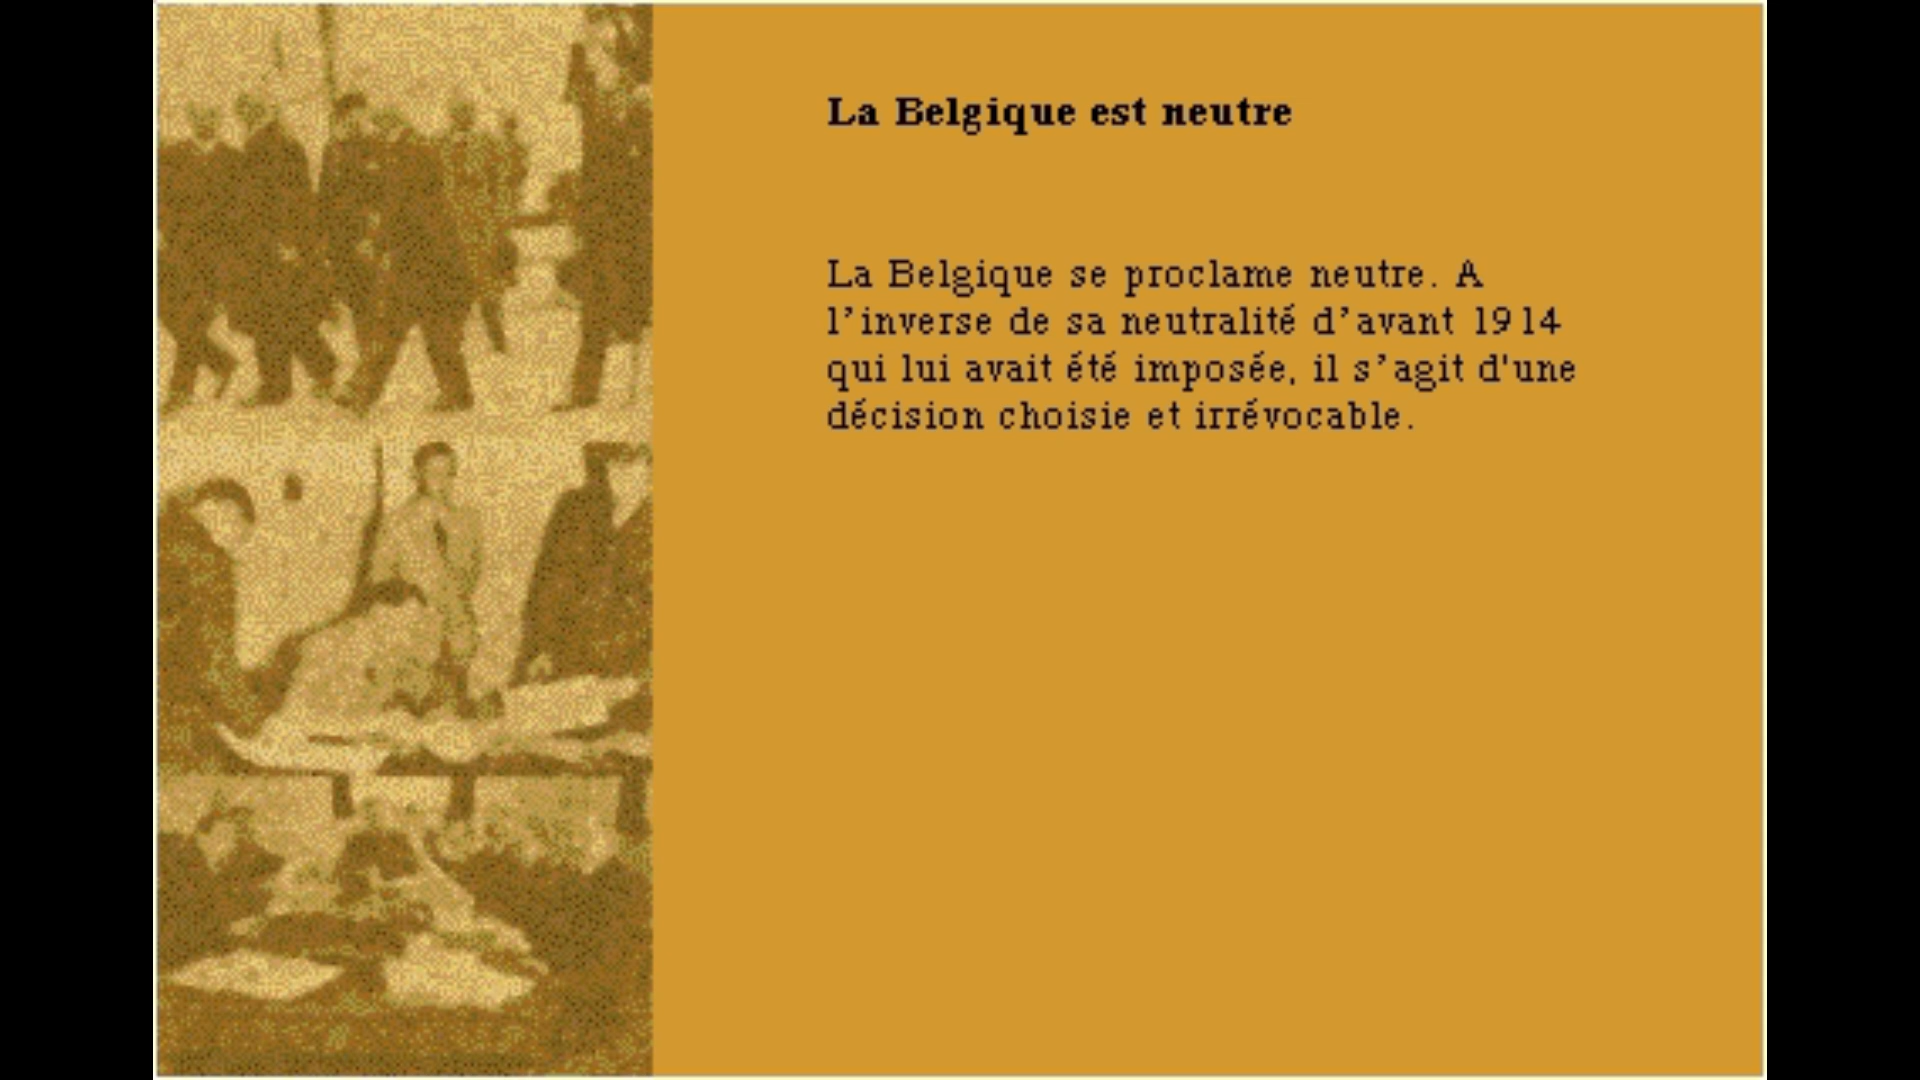 La Belgique est neutre
La Belgique se proclame neutre. A
l’inverse de sa neutralité d’avant 1914
qui lui avait été imposée, il s’agit d'une
décision choisie et irrévocable.